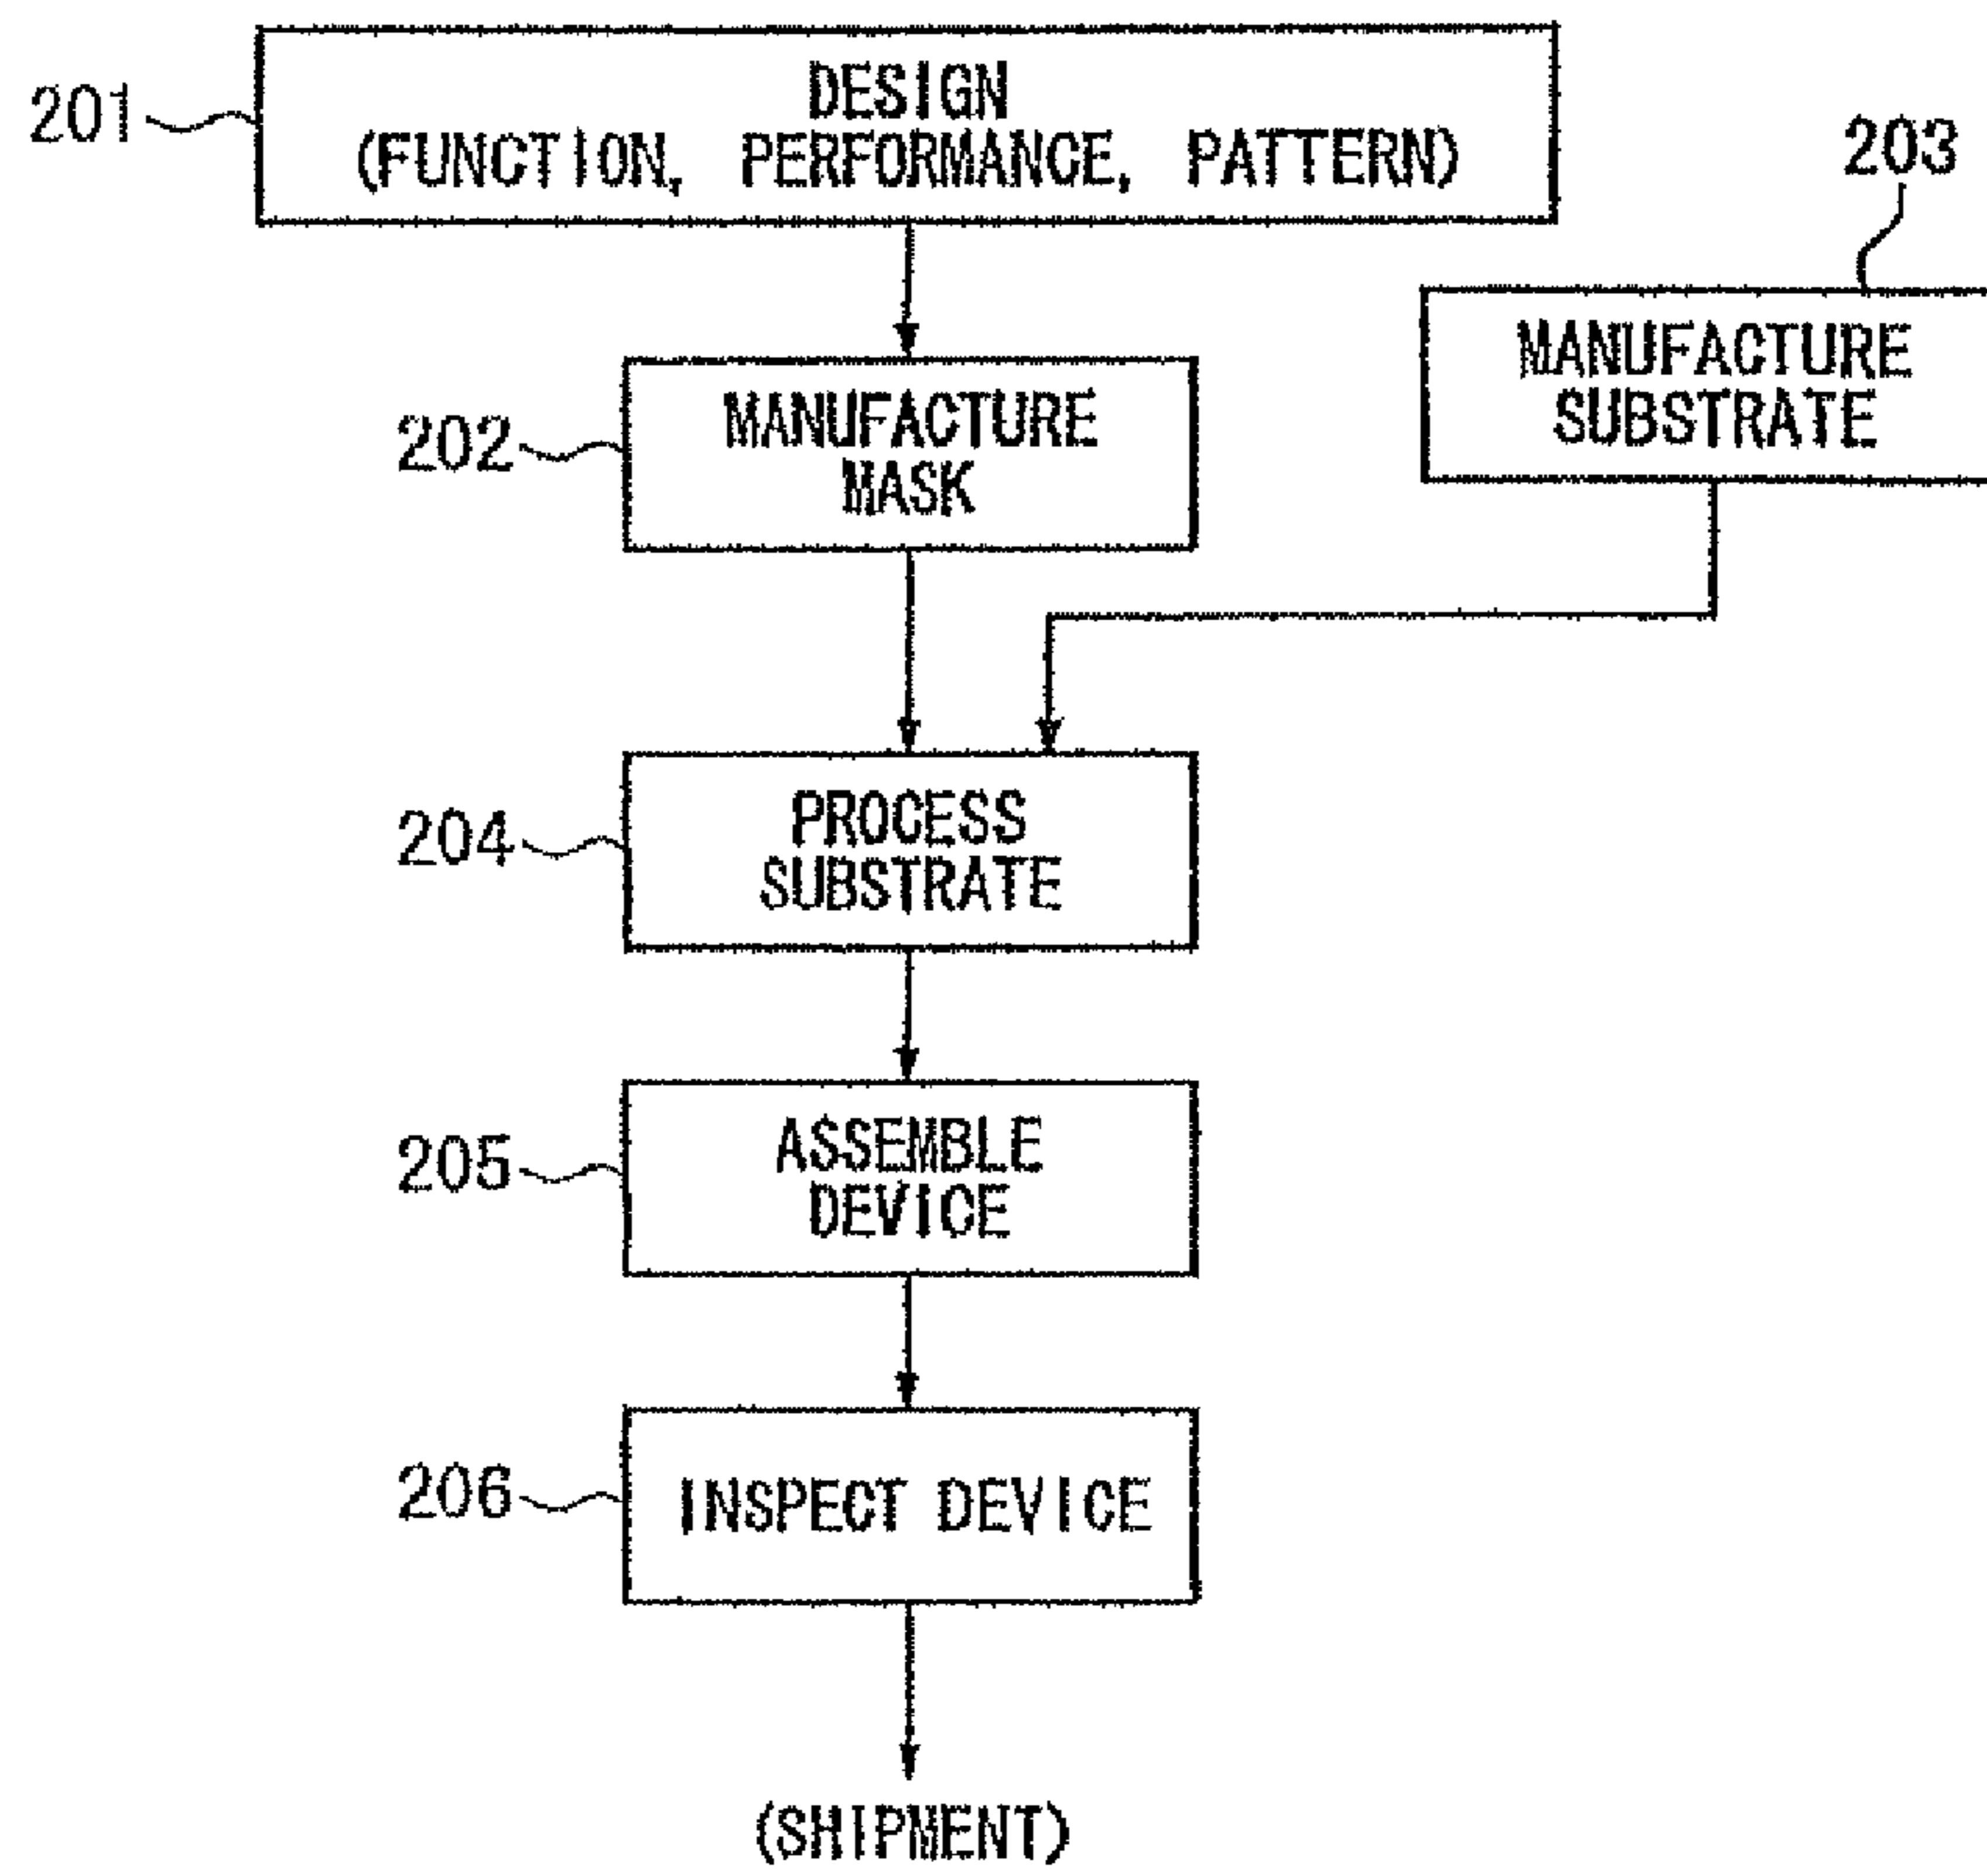 201
DESIGN
(FUNCTION, PERFORMANCE, PATTERN)
203
MANUFACTURE
SUBSTRATE
202
MANUFACTURE
MASK
204
PROCESS
SUBSTRATE
205
ASSEMBLE
DEVICE
206
INSPECT DEVICE
(SHIPMENT)